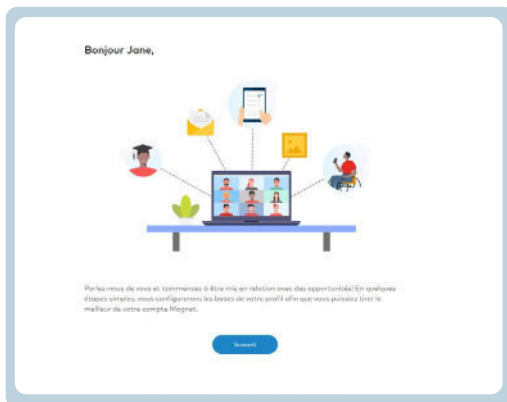 Bonjour Jane,
Parlez-nous de vous et commencez à être mis en relation avec des opportunités! En quelques
étapes simples, nous configurerons les bases de votre profil afin que vous puissiez tirer le
meilleur de votre compte Magnet.
Suivant